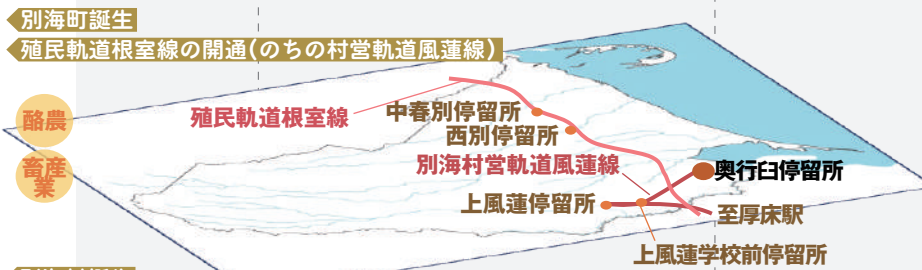 別海町誕生
殖民軌道根室線の開通(のちの村営軌道風蓮線)
酪農
殖民軌道根室線
中春別停留所
西別停留所
畜産
業
別海村営軌道風蓮線
奥行臼停留所
上風蓮停留所
至厚床駅
上風蓮学校前停留所